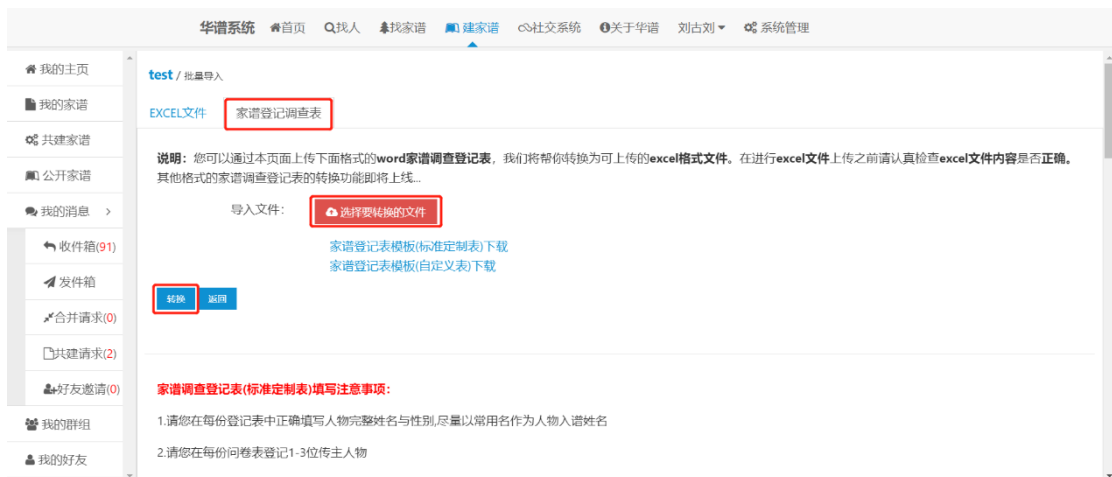 华谱系统 首页 找人 找家谱 建家谱 社交系统 关于华谱 刘古刘 系统管理
我的主页
我的家谱
共建家谱
公开家谱
我的消息
收件箱(91)
发件箱
合并请求(0)
共建请求(2)
好友邀请(0)
我的群组
我的好友
test / 批量导入
EXCEL文件 家谱登记调查表
说明：您可以通过本页面上传下面格式的word家谱调查登记表，我们将帮你转换为可上传的excel格式文件。在进行excel文件上传之前请认真检查excel文件内容是否正确。
其他格式的家谱调查登记表的转换功能即将上线...
导入文件： 选择要转换的文件
家谱登记表模板(标准定制表)下载
家谱登记表模板(自定义表)下载
转换 返回
家谱调查登记表(标准定制表)填写注意事项：
1.请您在每份登记表中正确填写人物完整姓名与性别,尽量以常用名作为人物入谱姓名
2.请您在每份问卷表登记1-3位传主人物